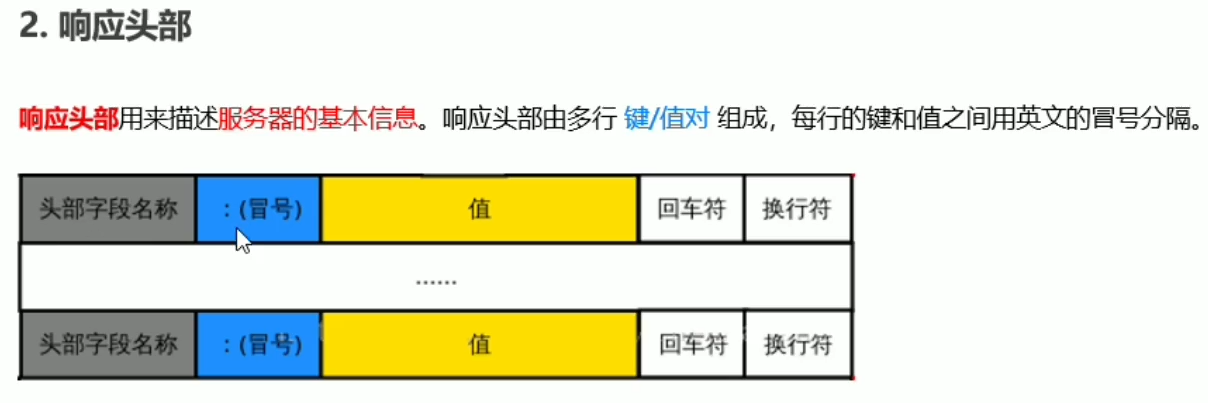 2. 响应头部
响应头部用来描述服务器的基本信息。响应头部由多行 键/值对 组成，每行的键和值之间用英文的冒号分隔。
头部字段名称 ：(冒号) 值 回车符 换行符
······
头部字段名称 ：(冒号) 值 回车符 换行符